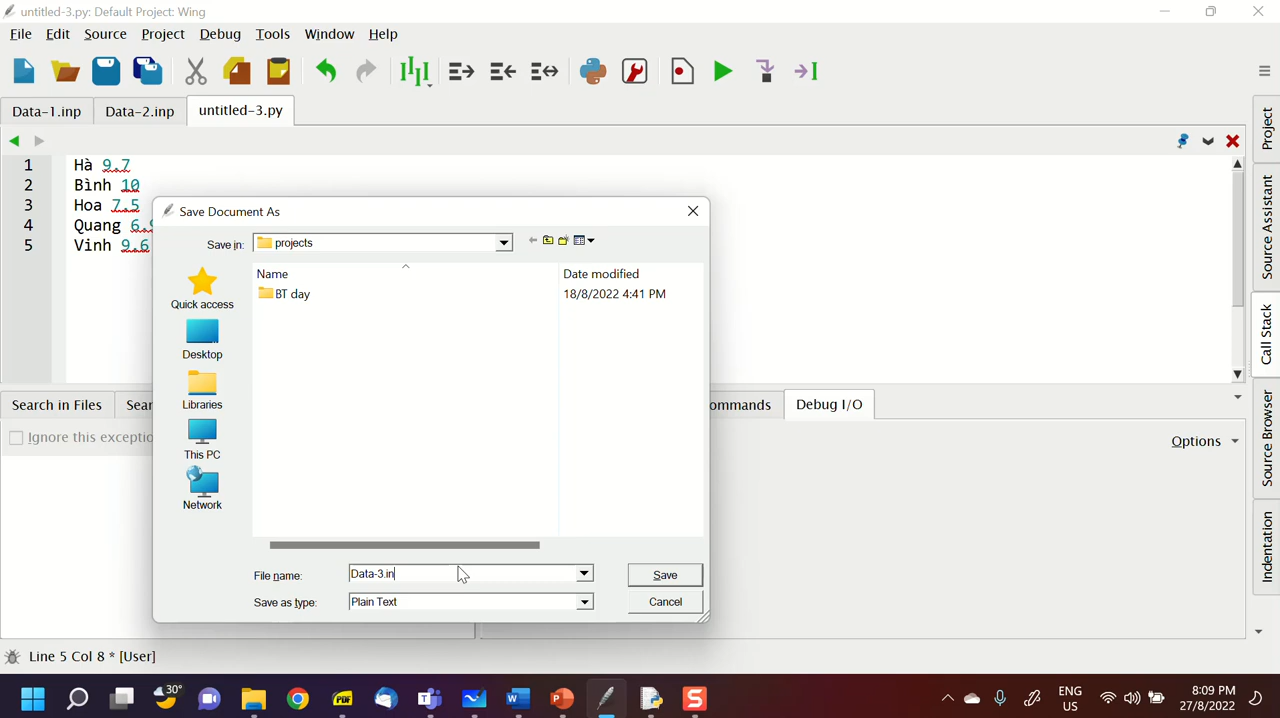 untitled-3.py: Default Project: Wing
File Edit Source Project Debug Tools Window Help
Data-1.inp Data-2.inp untitled-3.py
1 Hà 9.7
2 Bình 10
3 Hoa 7.5
4 Quang 6.9
5 Vinh 9.6
Save Document As
Save in: projects
Name Date modified
BT day 18/8/2022 4:41 PM
Quick access
Desktop
Libraries
This PC
Network
File name: Data-3.in Save
Save as type: Plain Text Cancel
Search in Files Sear ommands Debug I/O
Ignore this exceptio Options
Project
Source Assistant
Call Stack
Source Browser
Indentation
Line 5 Col 8 * [User]
30°
ENG
US
8:09 PM
27/8/2022